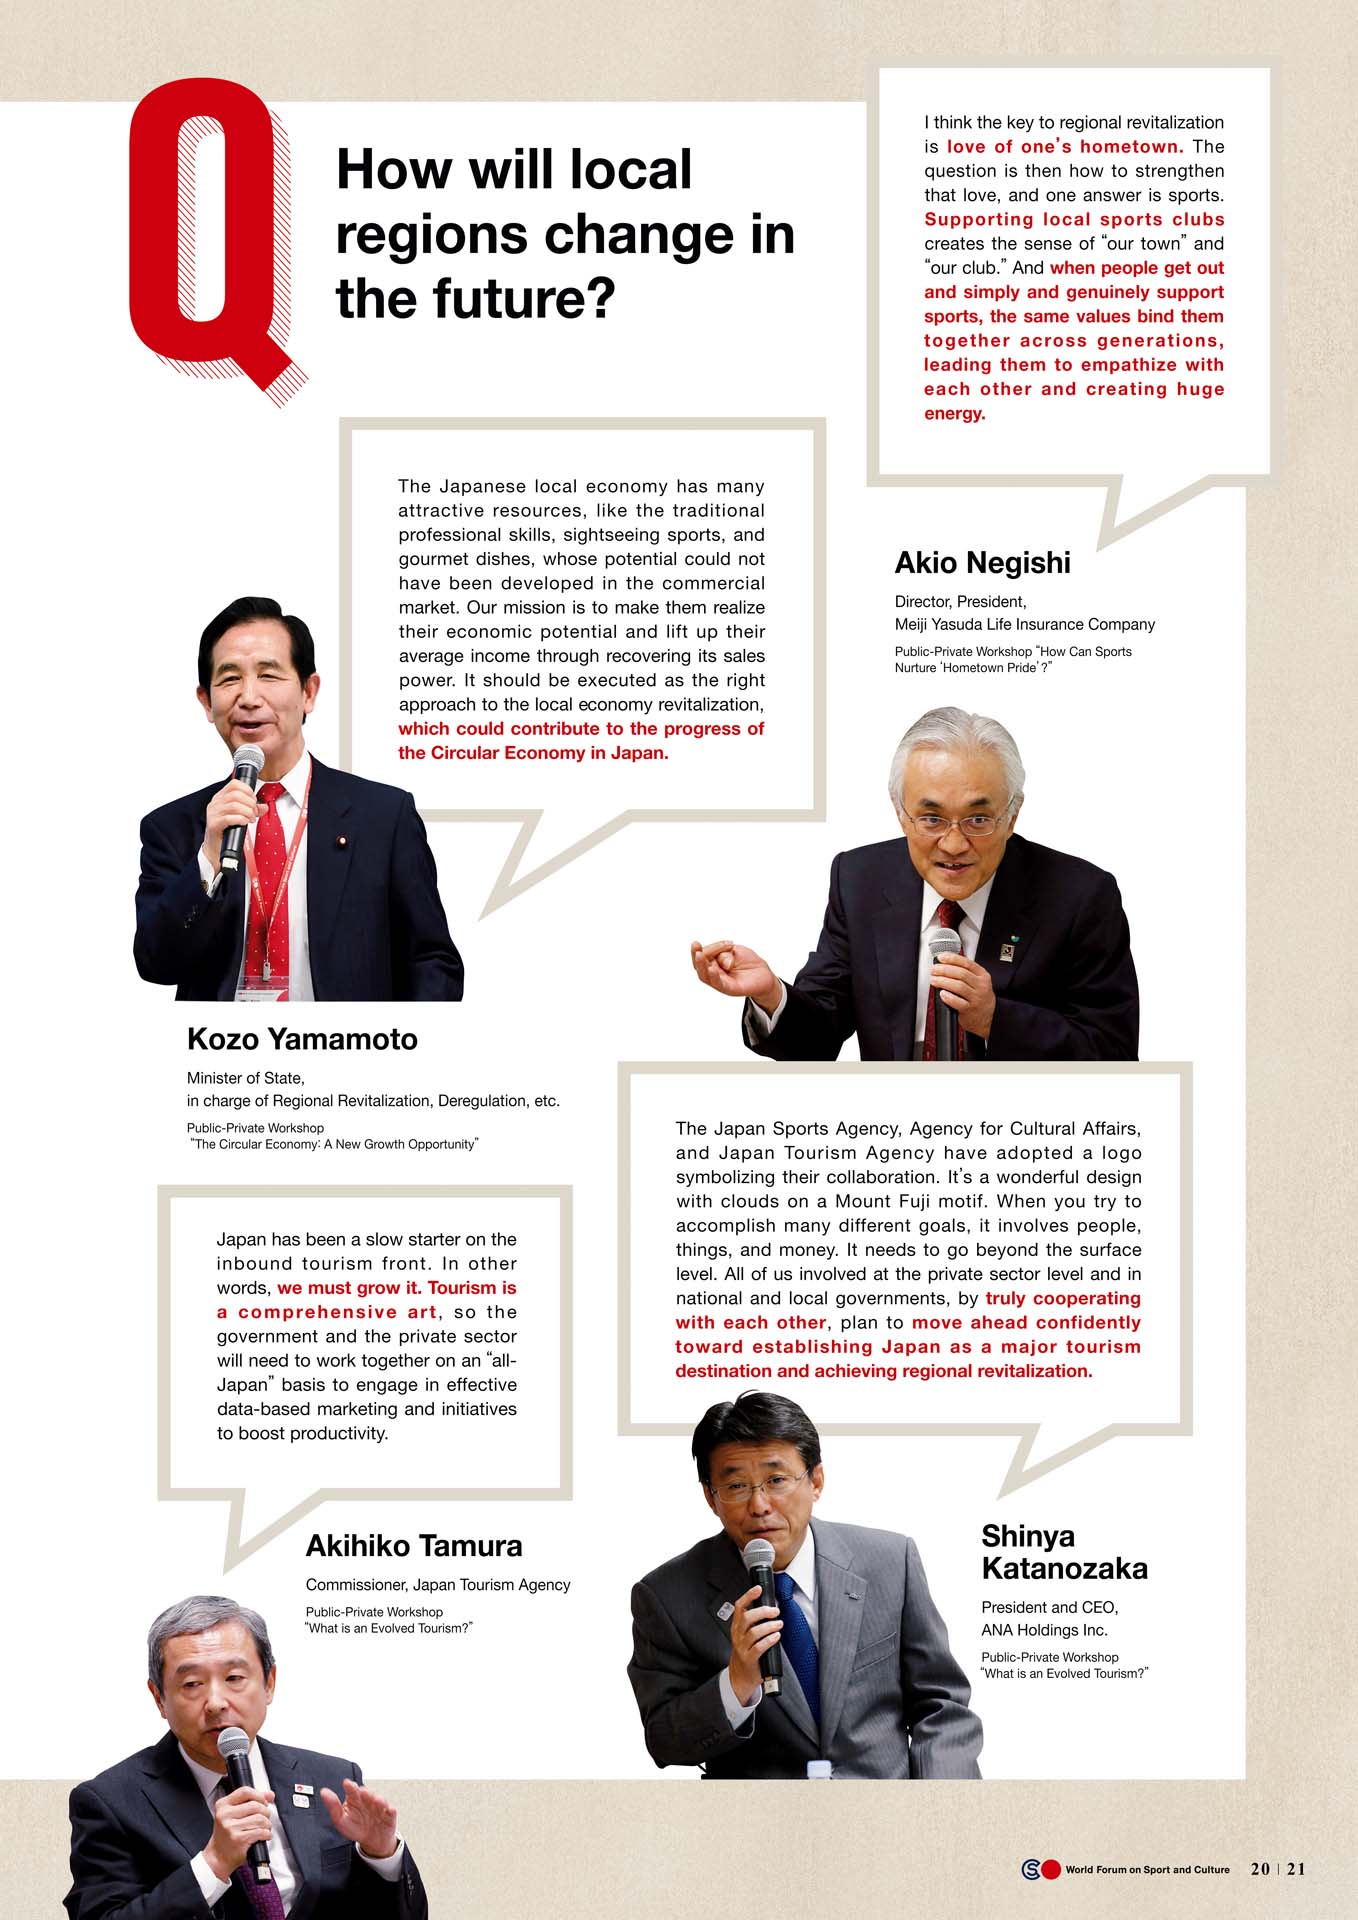 Q
How will local
regions change in
the future?
I think the key to regional revitalization
is love of one's hometown. The
question is then how to strengthen
that love, and one answer is sports.
Supporting local sports clubs
creates the sense of “our town” and
“our club.” And when people get out
and simply and genuinely support
sports, the same values bind them
together across generations,
leading them to empathize with
each other and creating huge
energy.
Akio Negishi
Director, President,
Meiji Yasuda Life Insurance Company
Public-Private Workshop “How Can Sports
Nurture ‘Hometown Pride’?”
The Japanese local economy has many
attractive resources, like the traditional
professional skills, sightseeing sports, and
gourmet dishes, whose potential could not
have been developed in the commercial
market. Our mission is to make them realize
their economic potential and lift up their
average income through recovering its sales
power. It should be executed as the right
approach to the local economy revitalization,
which could contribute to the progress of
the Circular Economy in Japan.
Kozo Yamamoto
Minister of State,
in charge of Regional Revitalization, Deregulation, etc.
Public-Private Workshop
“The Circular Economy: A New Growth Opportunity”
The Japan Sports Agency, Agency for Cultural Affairs,
and Japan Tourism Agency have adopted a logo
symbolizing their collaboration. It's a wonderful design
with clouds on a Mount Fuji motif. When you try to
accomplish many different goals, it involves people,
things, and money. It needs to go beyond the surface
level. All of us involved at the private sector level and in
national and local governments, by truly cooperating
with each other, plan to move ahead confidently
toward establishing Japan as a major tourism
destination and achieving regional revitalization.
Shinya
Katanozaka
President and CEO,
ANA Holdings Inc.
Public-Private Workshop
“What is an Evolved Tourism?”
Japan has been a slow starter on the
inbound tourism front. In other
words, we must grow it. Tourism is
a comprehensive art, so the
government and the private sector
will need to work together on an “all-
Japan” basis to engage in effective
data-based marketing and initiatives
to boost productivity.
Akihiko Tamura
Commissioner, Japan Tourism Agency
Public-Private Workshop
“What is an Evolved Tourism?”
World Forum on Sport and Culture
20 | 21